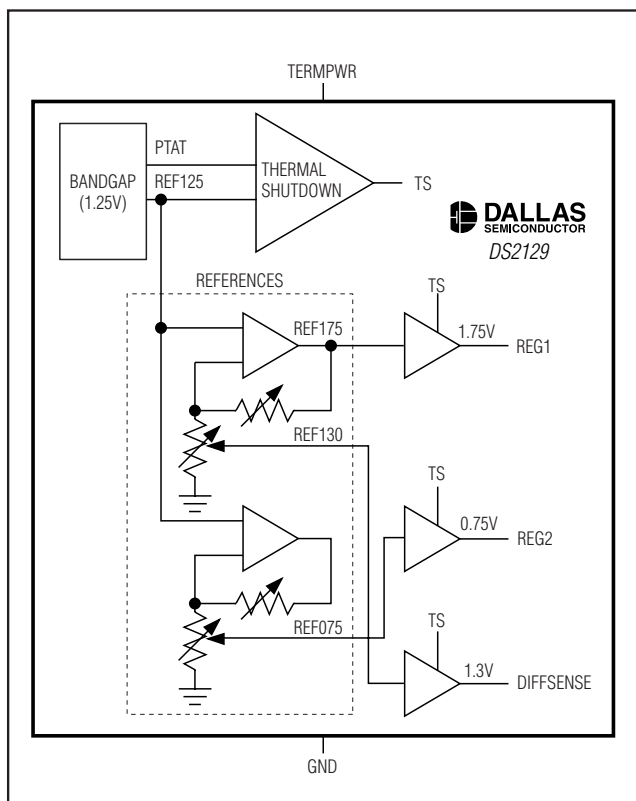 TERMPWR
BANDGAP
(1.25V)
PTAT
REF125
THERMAL
SHUTDOWN
TS
DALLAS
SEMICONDUCTOR
DS2129
REFERENCES
REF175
TS
1.75V
REG1
REF130
TS
0.75V
REG2
REF075
TS
1.3V
DIFFSENSE
GND